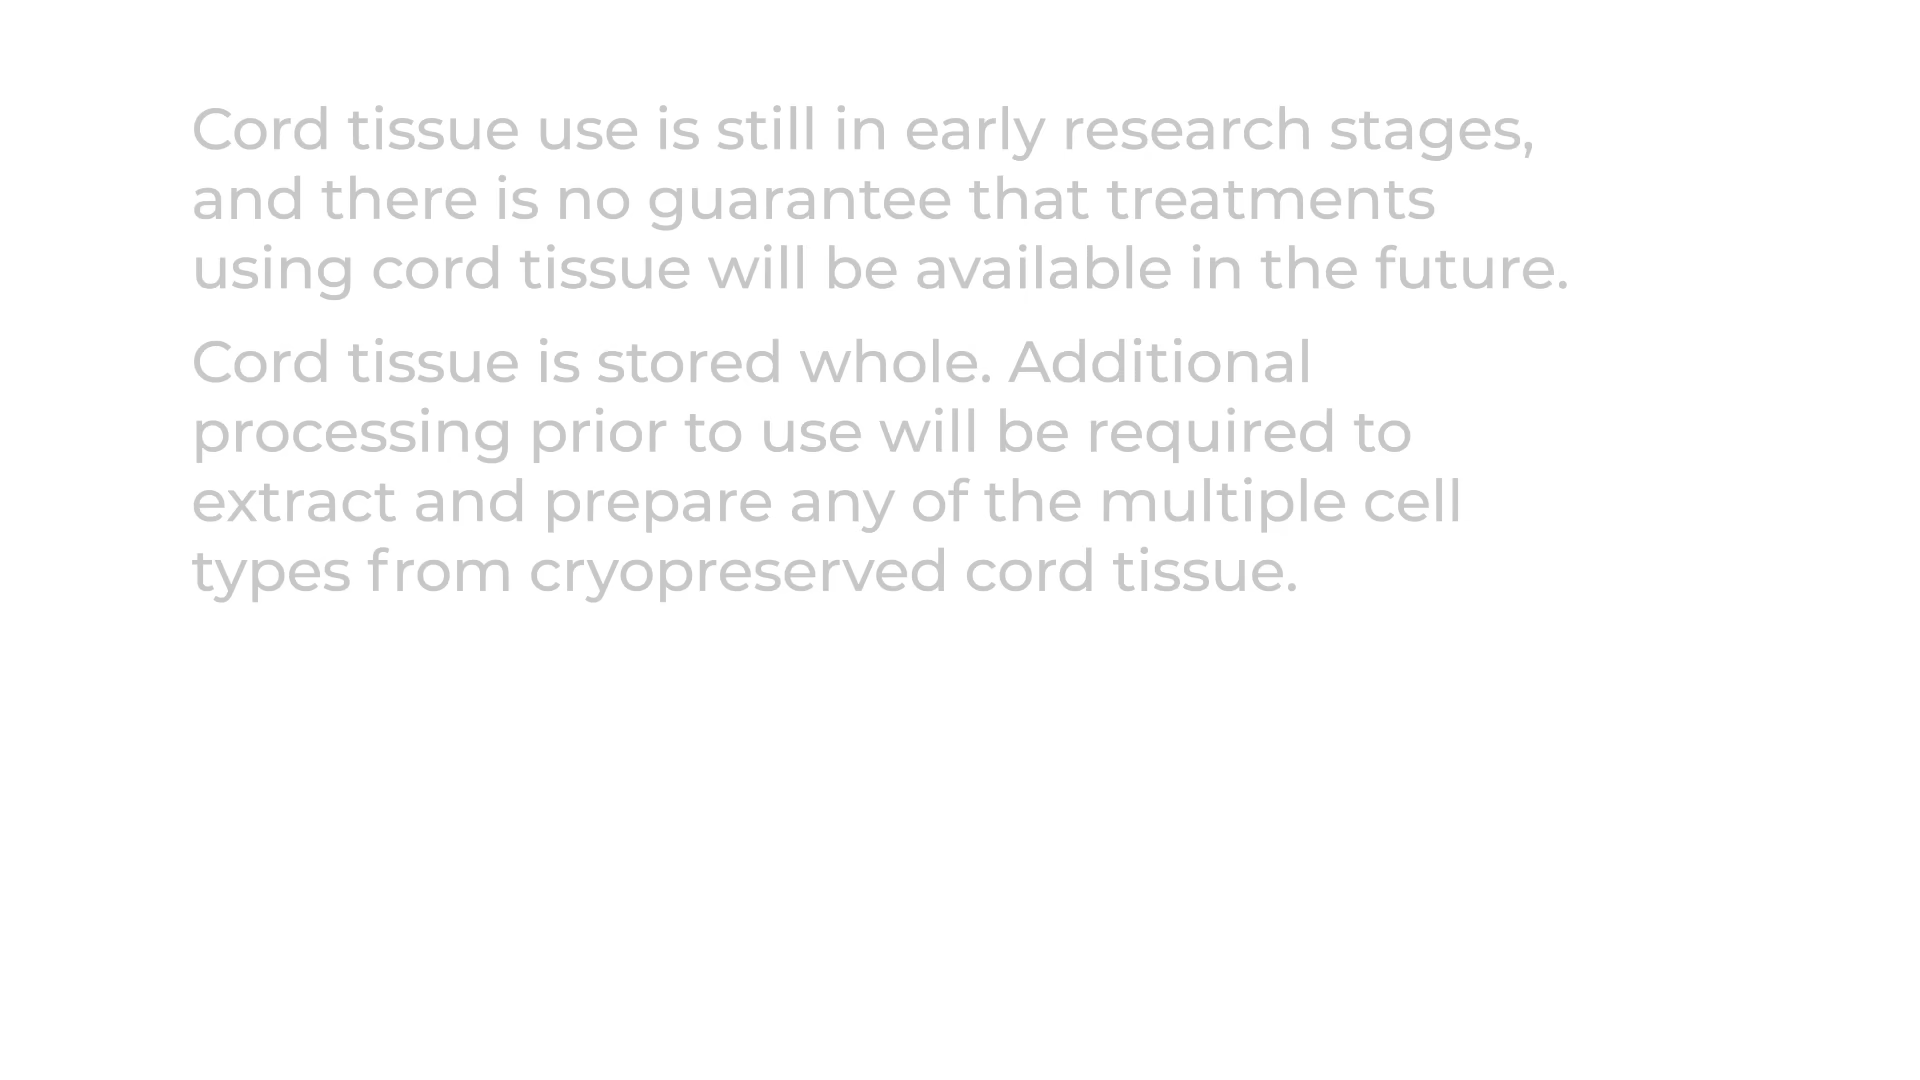 Cord tissue use is still in early research stages,
and there is no guarantee that treatments
using cord tissue will be available in the future.
Cord tissue is stored whole. Additional
processing prior to use will be required to
extract and prepare any of the multiple cell
types from cryopreserved cord tissue.